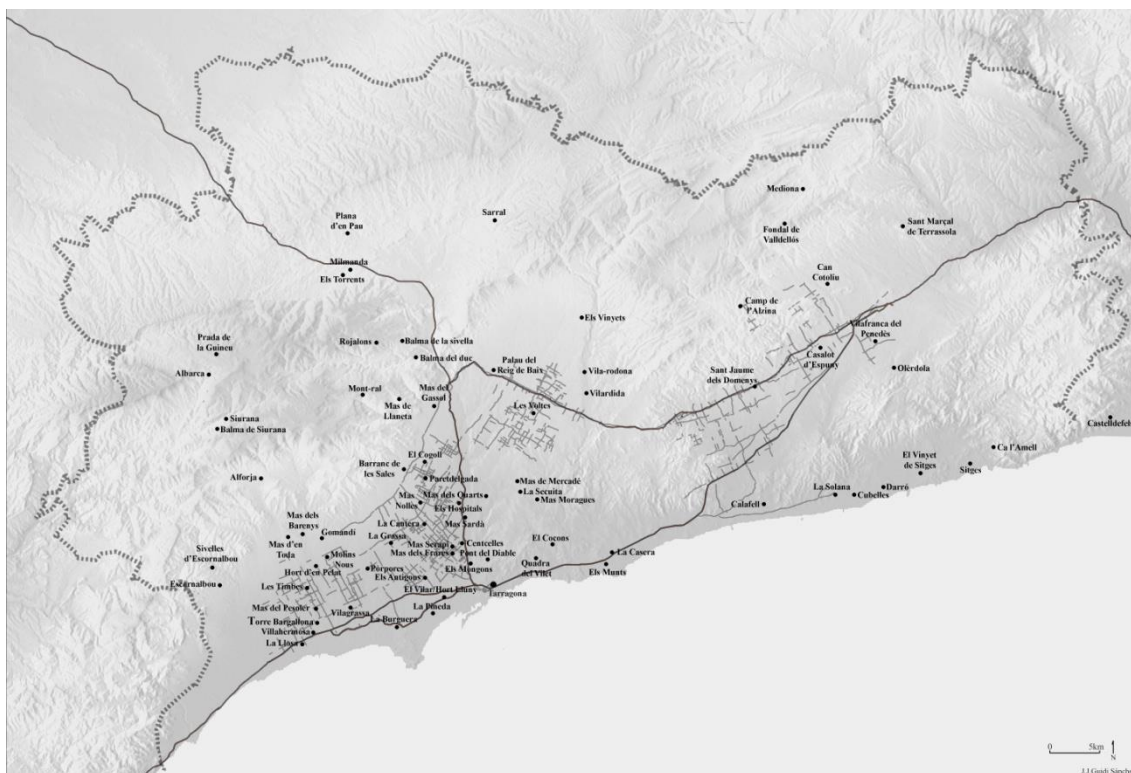 Mediona
Sarral
Plana
d'en Pau
Fondal de
Valldellós
Sant Marçal
de Terrassola
Milmanda
Els Torrents
Can
Cotoliu
Camp de
l'Alzina
Els Vinyets
Vilafranca del
Penedès
Prada de
la Guineu
Rojalons
Balma de la sivella
Balma del duc
Casalot
d'Espuny
Albarca
Palau del
Reig de Baix
Vila-rodona
Sant Jaume
dels Domenys
Olèrdola
Mont-ral
Mas de
Llaneta
Mas del
Gassol
Vilardida
Les Voltes
Siurana
Balma de Siurana
Castelldefels
Ca l'Amell
El Cogoll
Barranc de
les Sales
El Vinyet
de Sitges
Sitges
Alforja
Paretdelgada
Mas de Mercadé
La Secuita
Mas Moragues
Mas
Nolles
Mas dels Quarts
Els Hospitals
La Solana
Darró
Cubelles
Calafell
Mas dels
Barenys
Mas d'en
Toda
Gomandí
La Cantera
Mas Sardà
La Grassa
Mas Serapi
Centcelles
El Cocons
Mas dels Frares
Pont del Diable
La Casera
Sivelles
d'Escornalbou
Molins
Nous
Hort d'en Pelat
Pòrpores
Els Antigons
Els Mongons
Quadra
del Vilet
Els Munts
Escornalbou
Les Timbes
El Vilar/Hort Lluny
Tarragona
Mas del Pesoler
Vilagrassa
La Pineda
Torre Bargallona
La Burguera
Villahermosa
La Llosa
0 5km
N
J.I Guidi Sánche